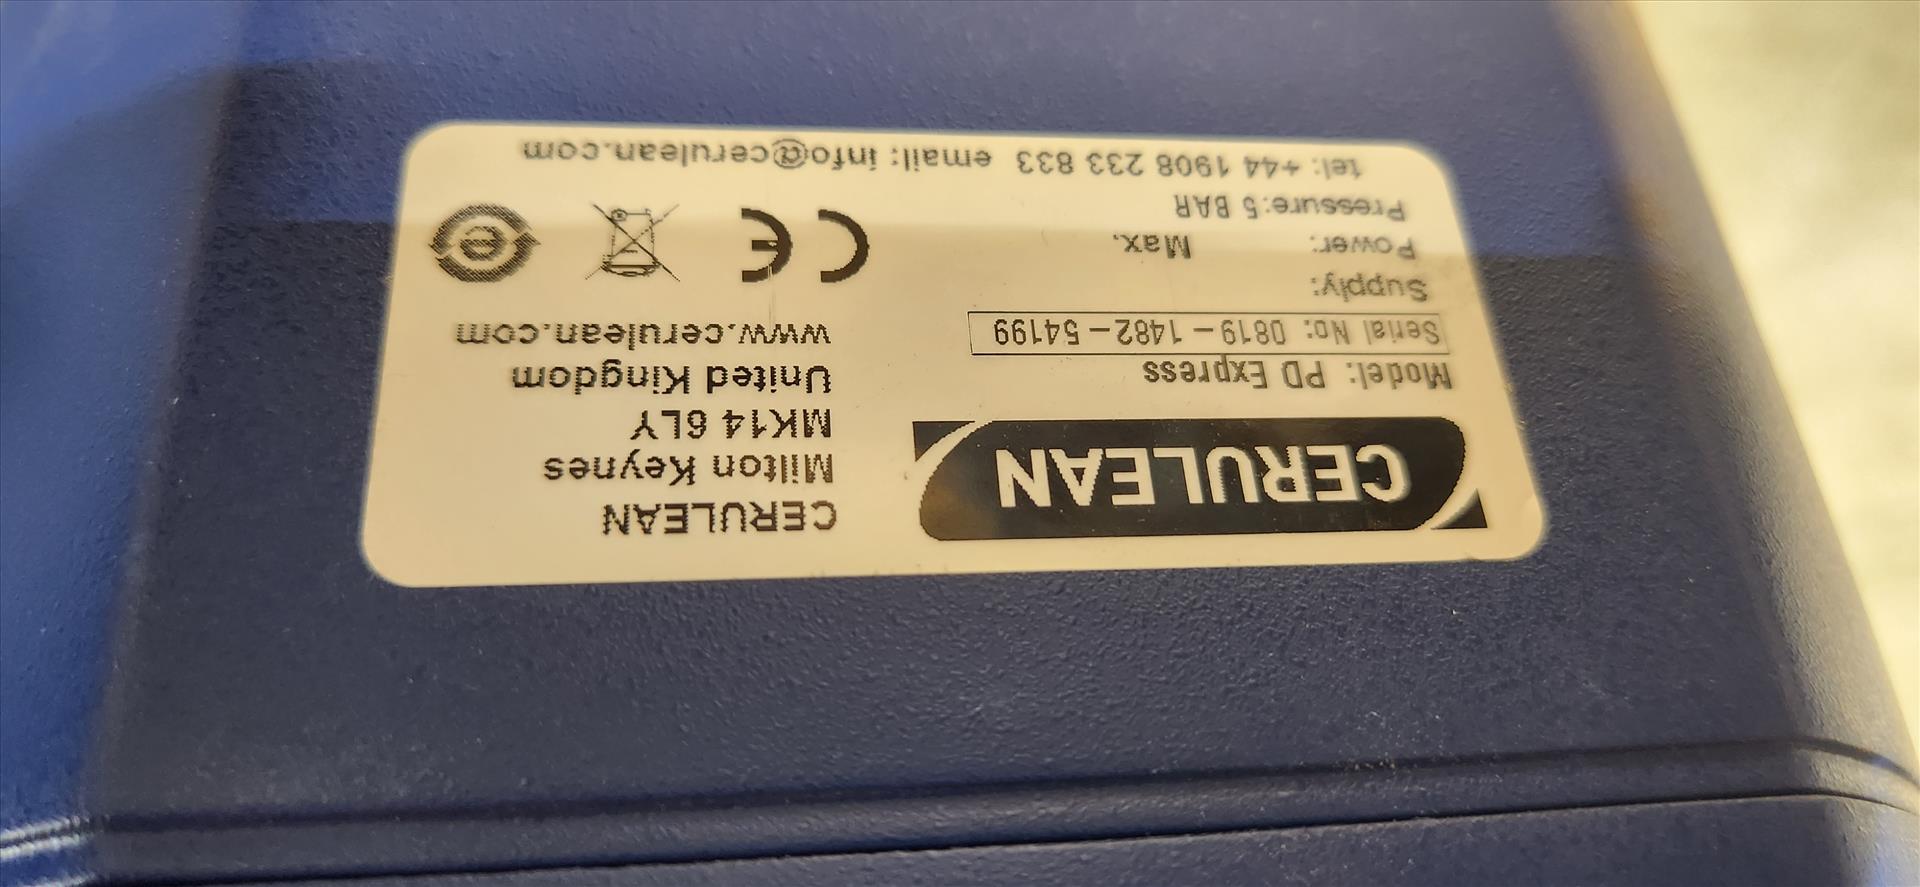 CERULEAN
Model: PD Express
Serial No: 0819-1482-54199
Supply:
Power: Max.
Pressure:5 BAR
CERULEAN
Milton Keynes
MK14 6LY
United Kingdom
www.cerulean.com
CE
e
tel: +44 1908 233 833 email: info@cerulean.com